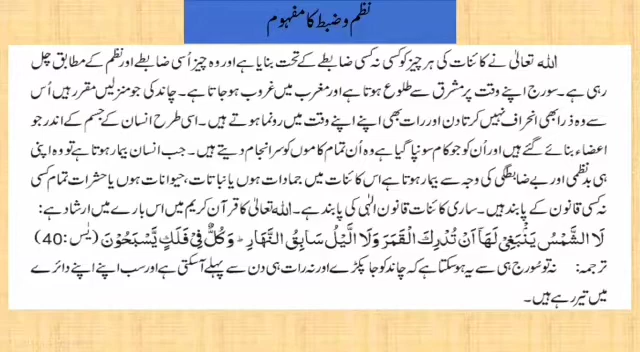 نظم و ضبط کا مفہوم
اللہ تعالیٰ نے کائنات کی ہر چیز کو کسی نہ کسی ضابطے کے تحت بنایا ہے اور وہ چیز اُسی ضابطے اور نظم کے مطابق چل
رہی ہے۔ سورج اپنے وقت پر مشرق سے طلوع ہوتا ہے اور مغرب میں غروب ہو جاتا ہے۔ چاند کی جو منزلیں مقرر ہیں اُس
سے وہ ذرا بھی انحراف نہیں کرتا دن اور رات بھی اپنے اپنے وقت میں رونما ہوتے ہیں۔ اسی طرح انسان کے جسم کے اندر جو
اعضاء بنائے گئے ہیں اور اُن کو جو کام سونپا گیا ہے وہ اُن تمام کاموں کو سرانجام دیتے ہیں۔ جب انسان بیمار ہوتا ہے تو وہ اپنی
ہی بدنظمی اور بے ضابطگی کی وجہ سے بیمار ہوتا ہے اس کائنات میں جمادات ہوں یا نباتات، حیوانات ہوں یا حشرات تمام کسی
نہ کسی قانون کے پابند ہیں۔ ساری کائنات قانون الٰہی کی پابند ہے۔ اللہ تعالیٰ کا قرآن کریم میں اس بارے میں ارشاد ہے:
لَا الشَّمْسُ یَنْۢبَغِیْ لَهَاۤ اَنْ تُدْرِكَ الْقَمَرَ وَلَا الَّیْلُ سَابِقُ النَّهَارِ ؕ وَكُلٌّ فِیْ فَلَكٍ یَّسْبَحُوْنَ (یٰس:40)
ترجمہ: نہ تو سُورج ہی سے یہ ہو سکتا ہے کہ چاند کو جا پکڑے اور نہ رات ہی دن سے پہلے آ سکتی ہے اور سب اپنے اپنے دائرے
میں تیر رہے ہیں۔